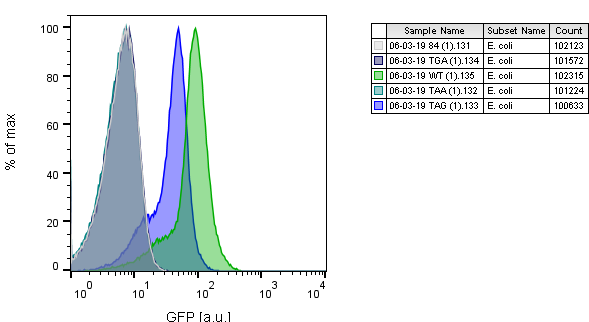 100
80
60
40
20
0
% of max
10^0 10^1 10^2 10^3 10^4
GFP [a.u.]
Sample Name Subset Name Count
06-03-19 84 (1).131 E. coli 102123
06-03-19 TGA (1).134 E. coli 101572
06-03-19 WT (1).135 E. coli 102315
06-03-19 TAA (1).132 E. coli 101224
06-03-19 TAG (1).133 E. coli 100633